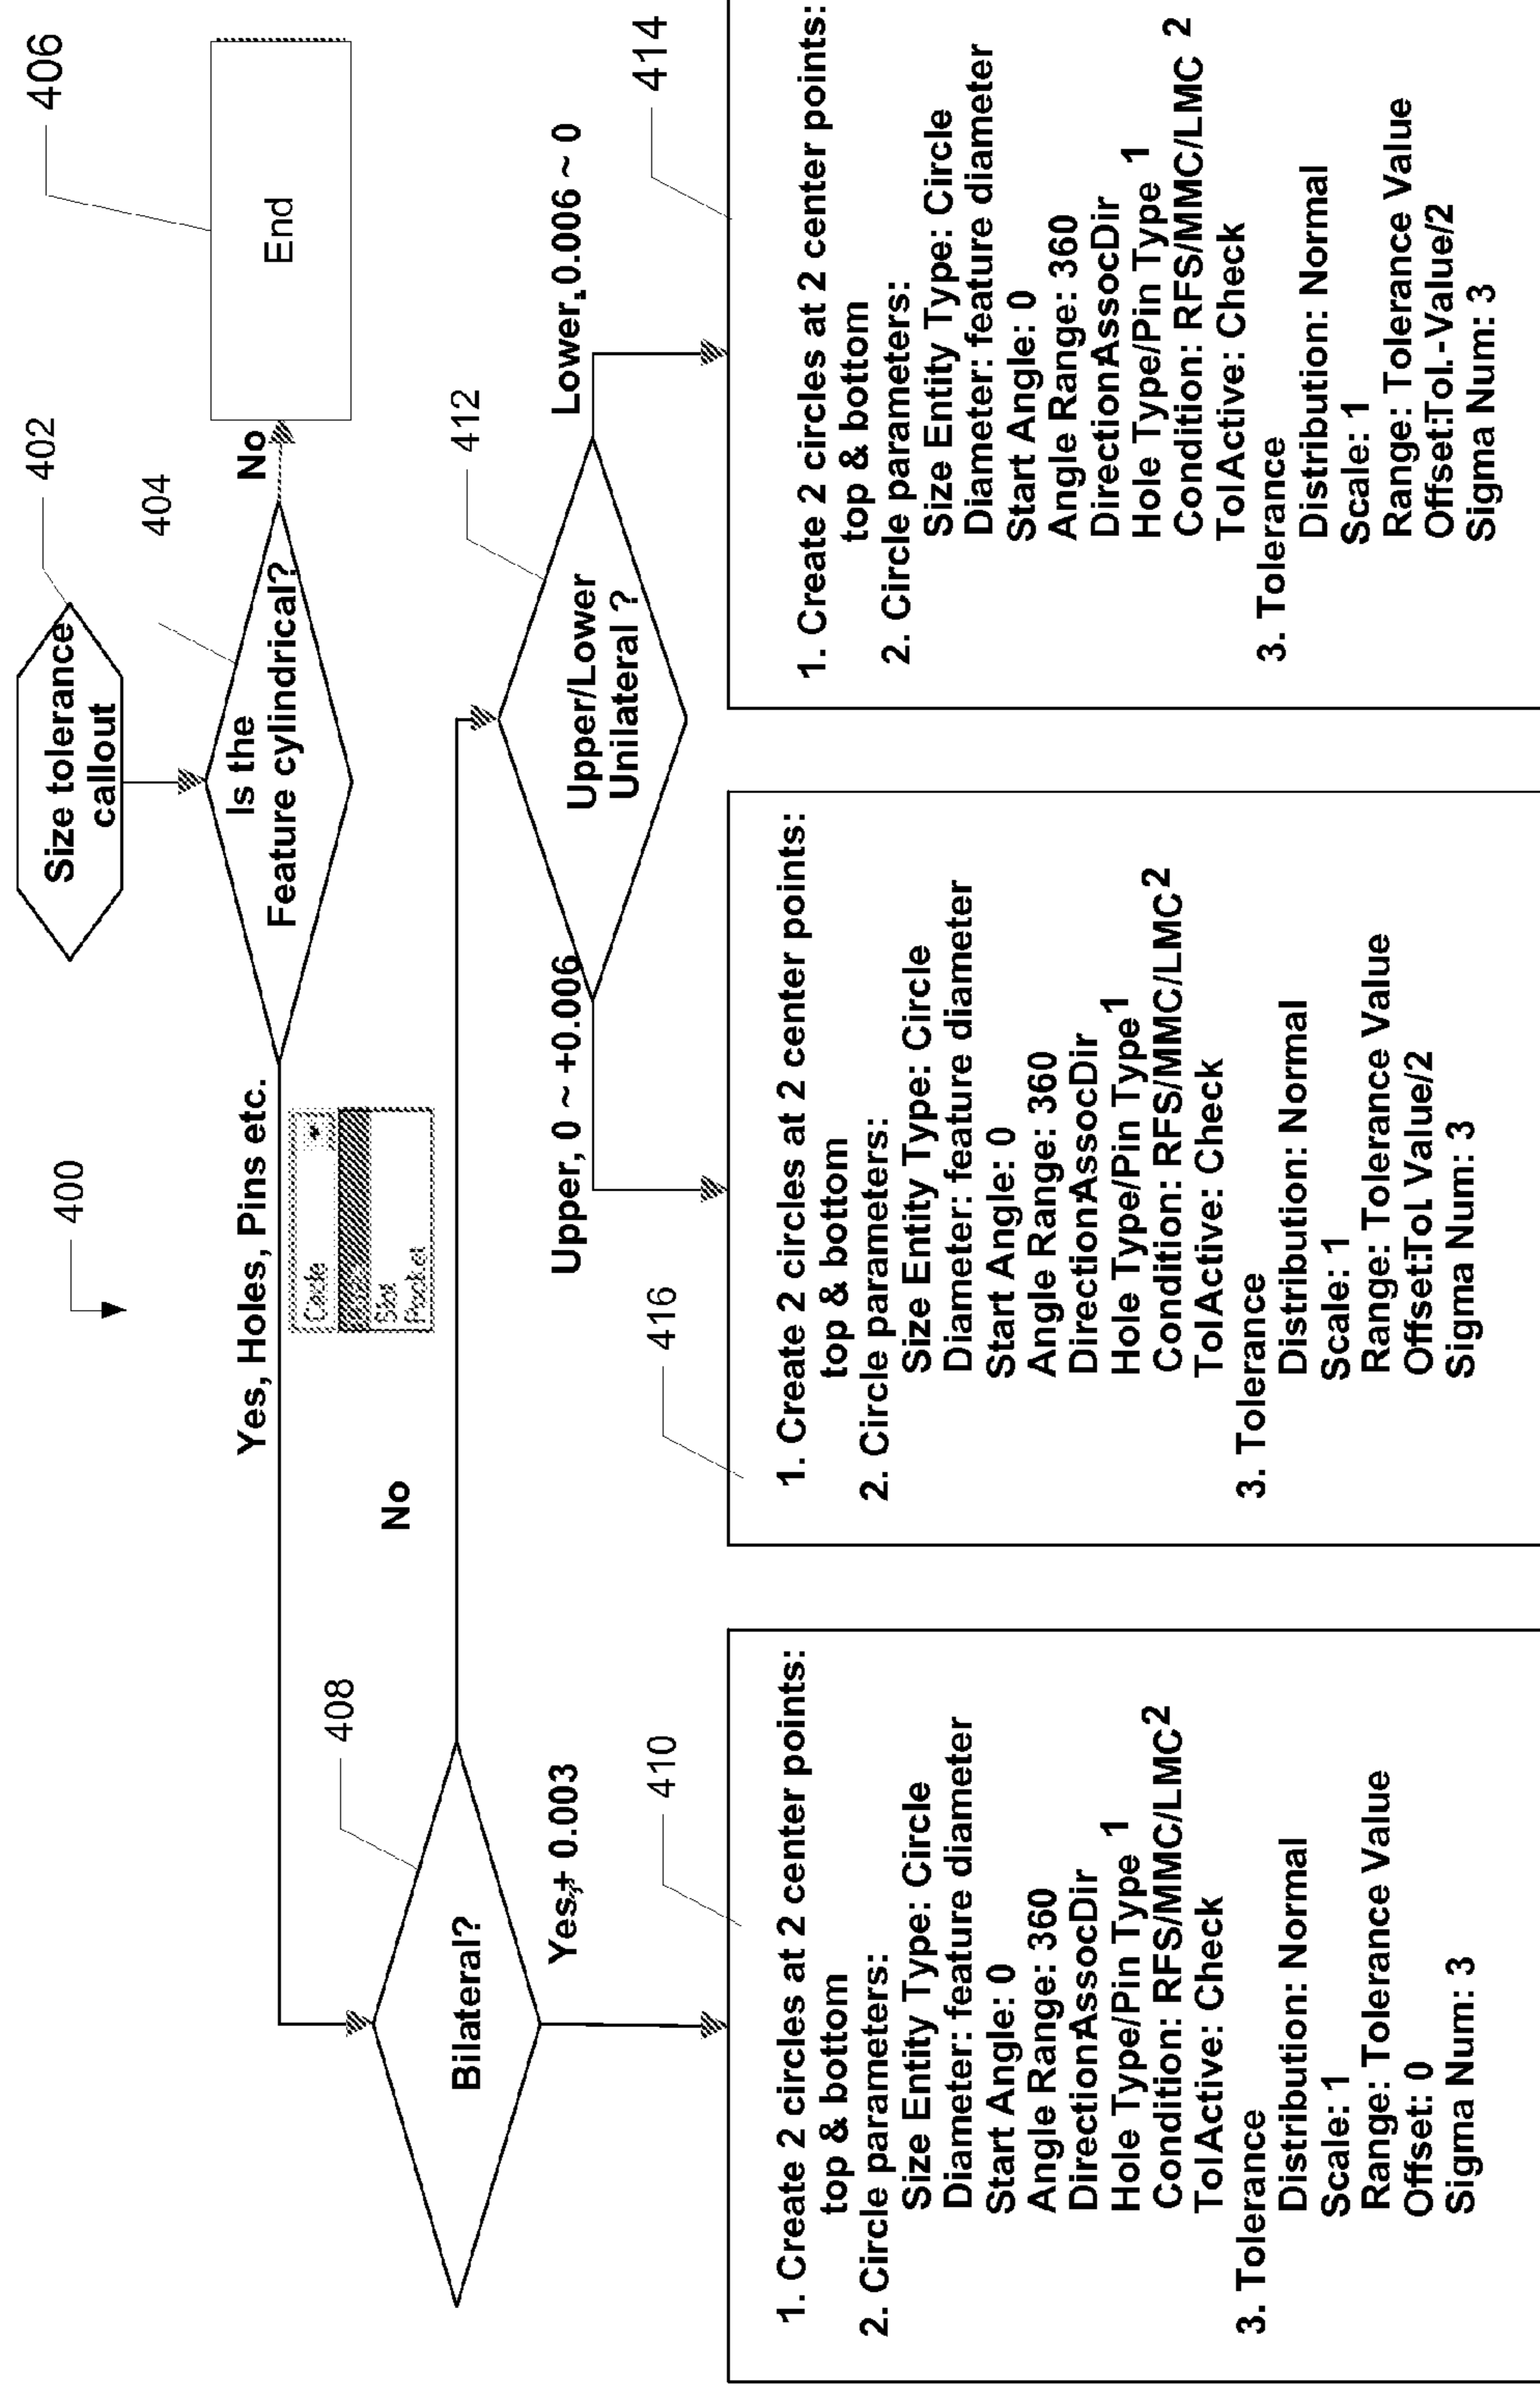 400
402
Size tolerance
callout
404
Is the
Feature cylindrical?
No
406
End
Yes, Holes, Pins etc.
Circle
Slot
Pocket
408
Bilateral?
No
Yes,+ 0.003
412
Upper/Lower
Unilateral ?
Upper, 0 ~ +0.006
Lower,0.006 ~ 0
410
1. Create 2 circles at 2 center points:
top & bottom
2. Circle parameters:
Size Entity Type: Circle
Diameter: feature diameter
Start Angle: 0
Angle Range: 360
DirectionAssocDir
Hole Type/Pin Type 1
Condition: RFS/MMC/LMC2
TolActive: Check
3. Tolerance
Distribution: Normal
Scale: 1
Range: Tolerance Value
Offset: 0
Sigma Num: 3
416
1. Create 2 circles at 2 center points:
top & bottom
2. Circle parameters:
Size Entity Type: Circle
Diameter: feature diameter
Start Angle: 0
Angle Range: 360
DirectionAssocDir
Hole Type/Pin Type1
Condition: RFS/MMC/LMC2
TolActive: Check
3. Tolerance
Distribution: Normal
Scale: 1
Range: Tolerance Value
Offset:Tol. Value/2
Sigma Num: 3
414
1. Create 2 circles at 2 center points:
top & bottom
2. Circle parameters:
Size Entity Type: Circle
Diameter: feature diameter
Start Angle: 0
Angle Range: 360
DirectionAssocDir
Hole Type/Pin Type 1
Condition: RFS/MMC/LMC 2
TolActive: Check
3. Tolerance
Distribution: Normal
Scale: 1
Range: Tolerance Value
Offset:Tol.-Value/2
Sigma Num: 3